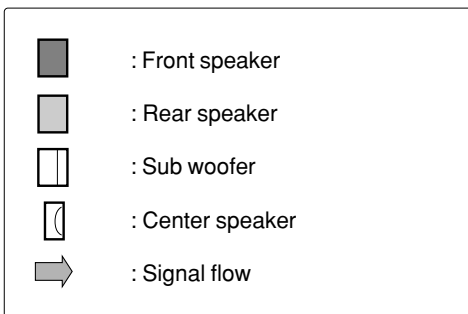 : Front speaker
: Rear speaker
: Sub woofer
: Center speaker
: Signal flow